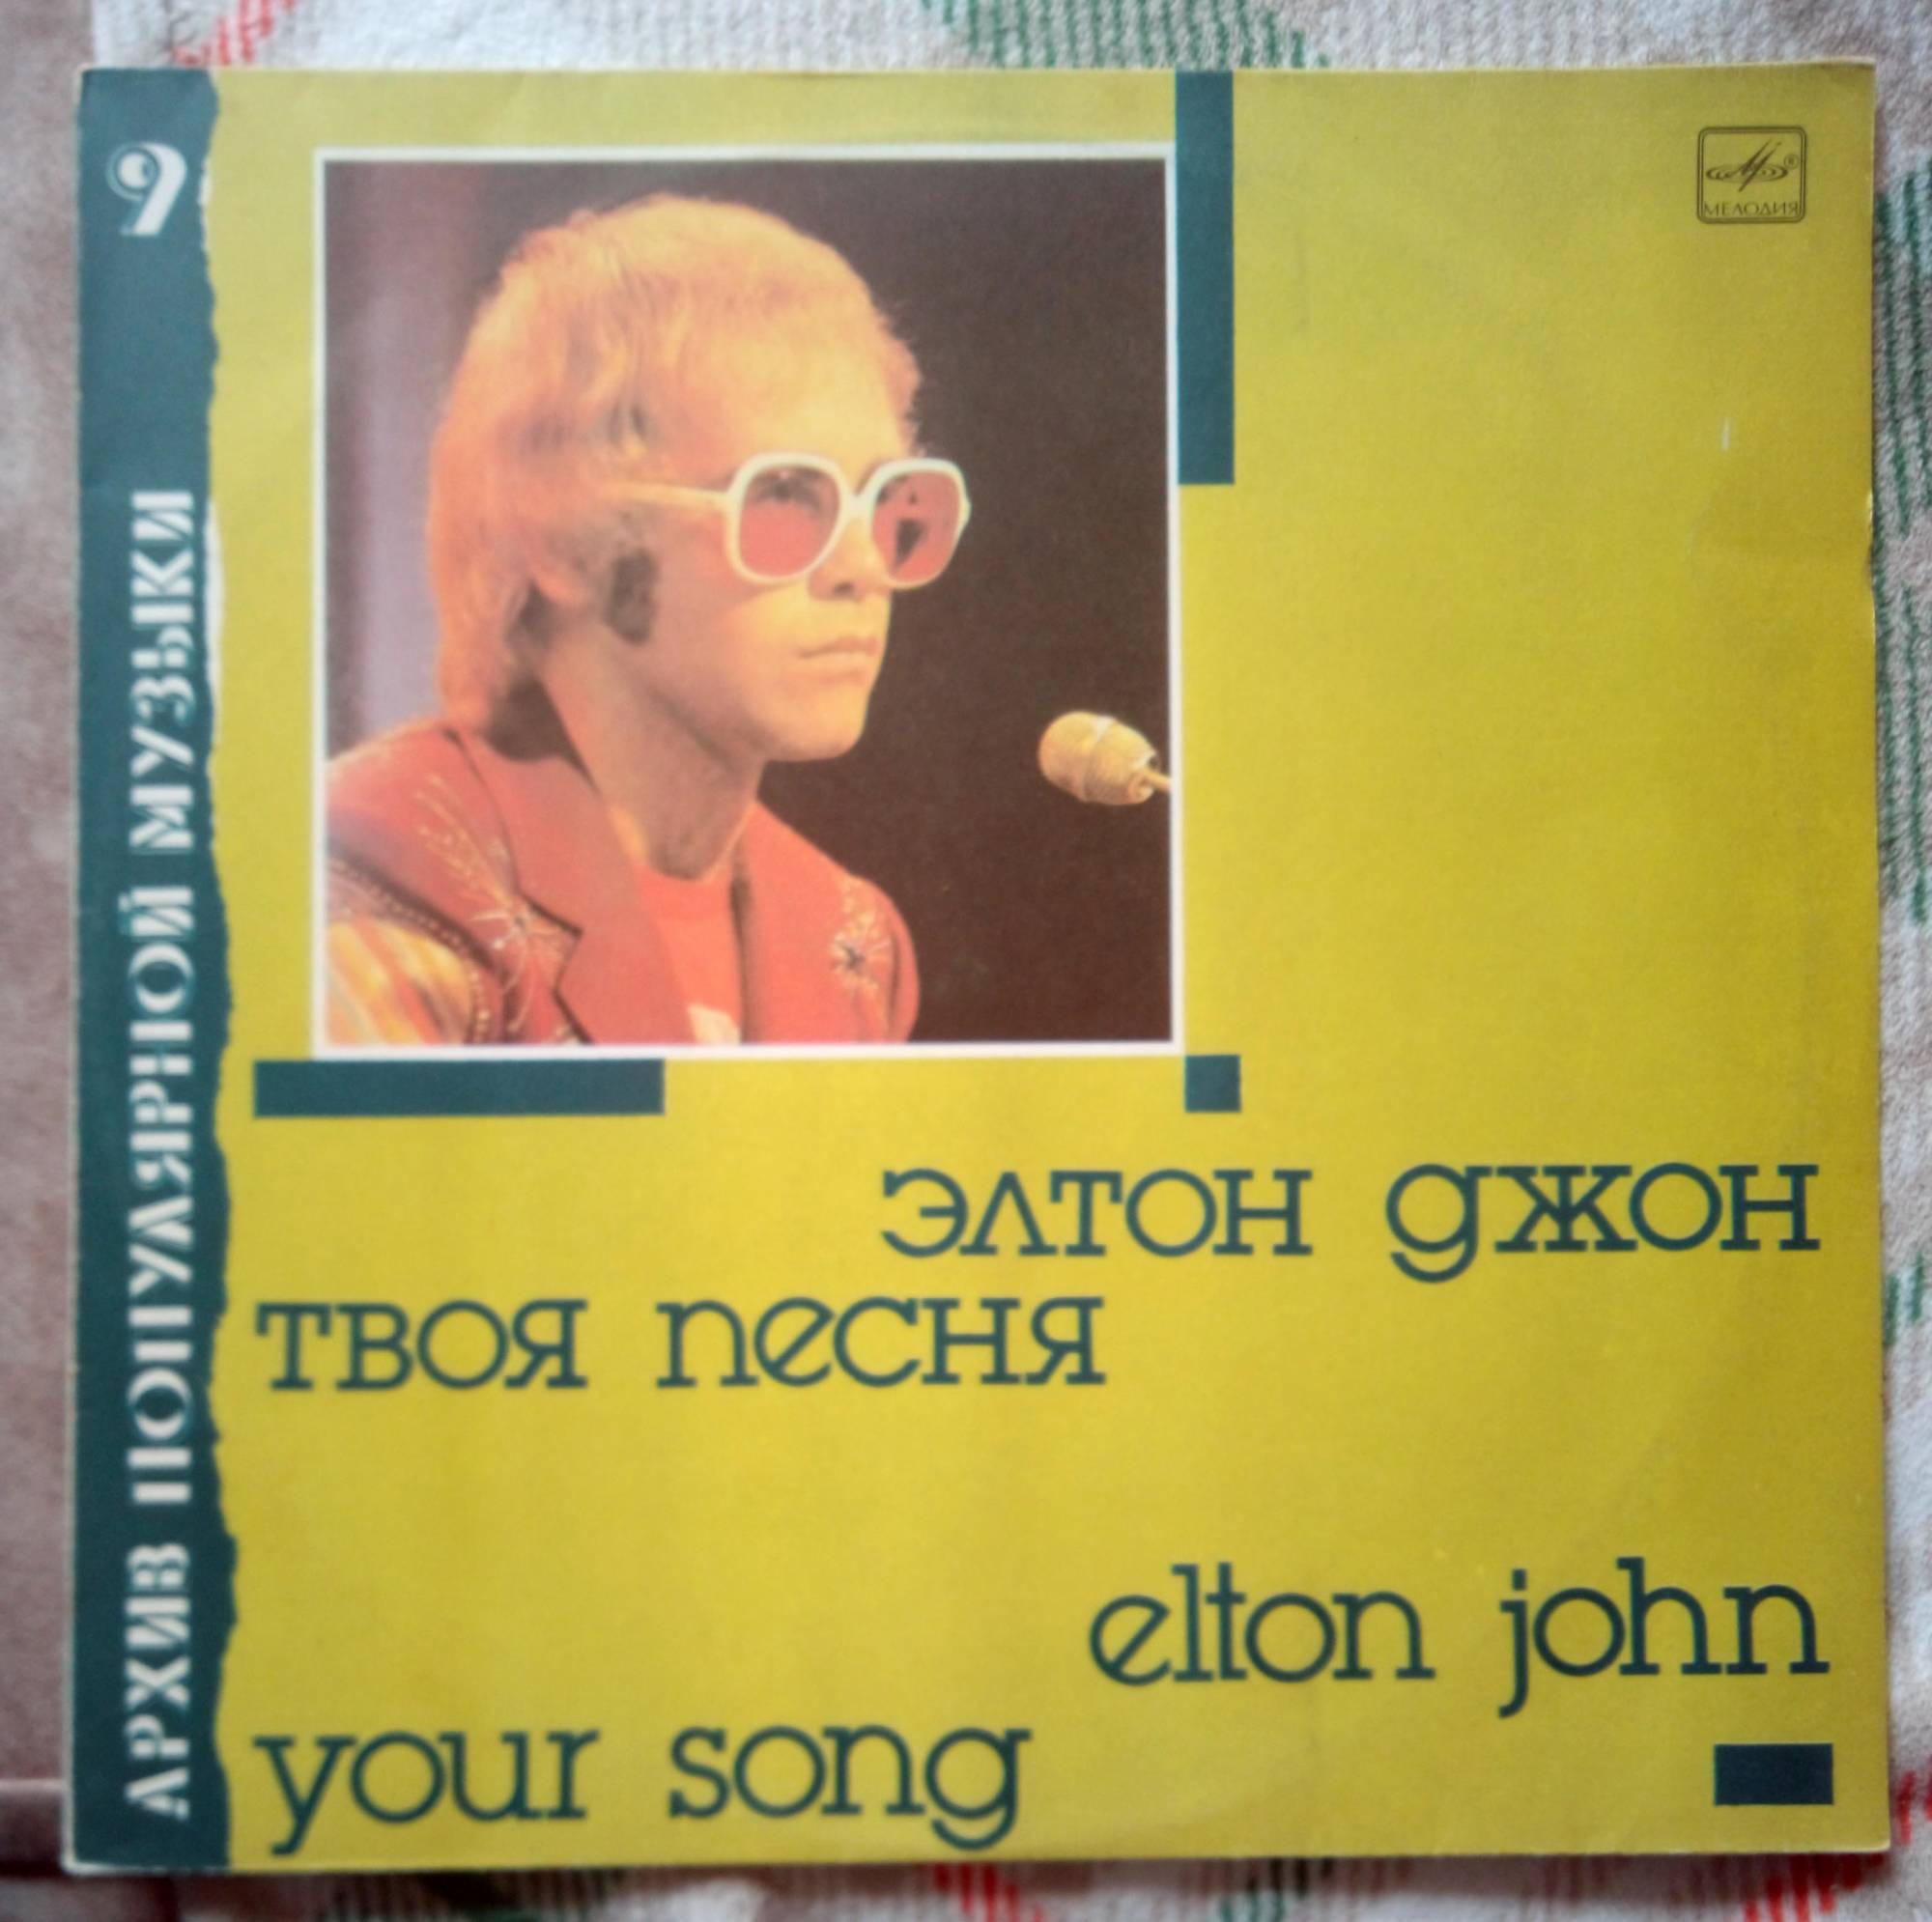 9
АРХИВ ПОПУЛЯРНОЙ МУЗЫКИ
МЕЛОДИЯ
элтон джон
твоя песня
elton john
your song